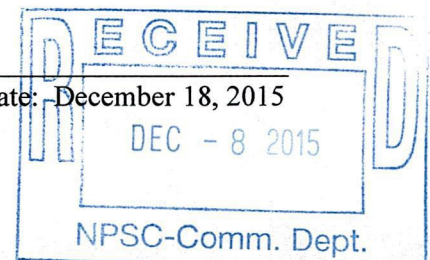 RECEIVED
ate: December 18, 2015
DEC - 8 2015
NPSC-Comm. Dept.